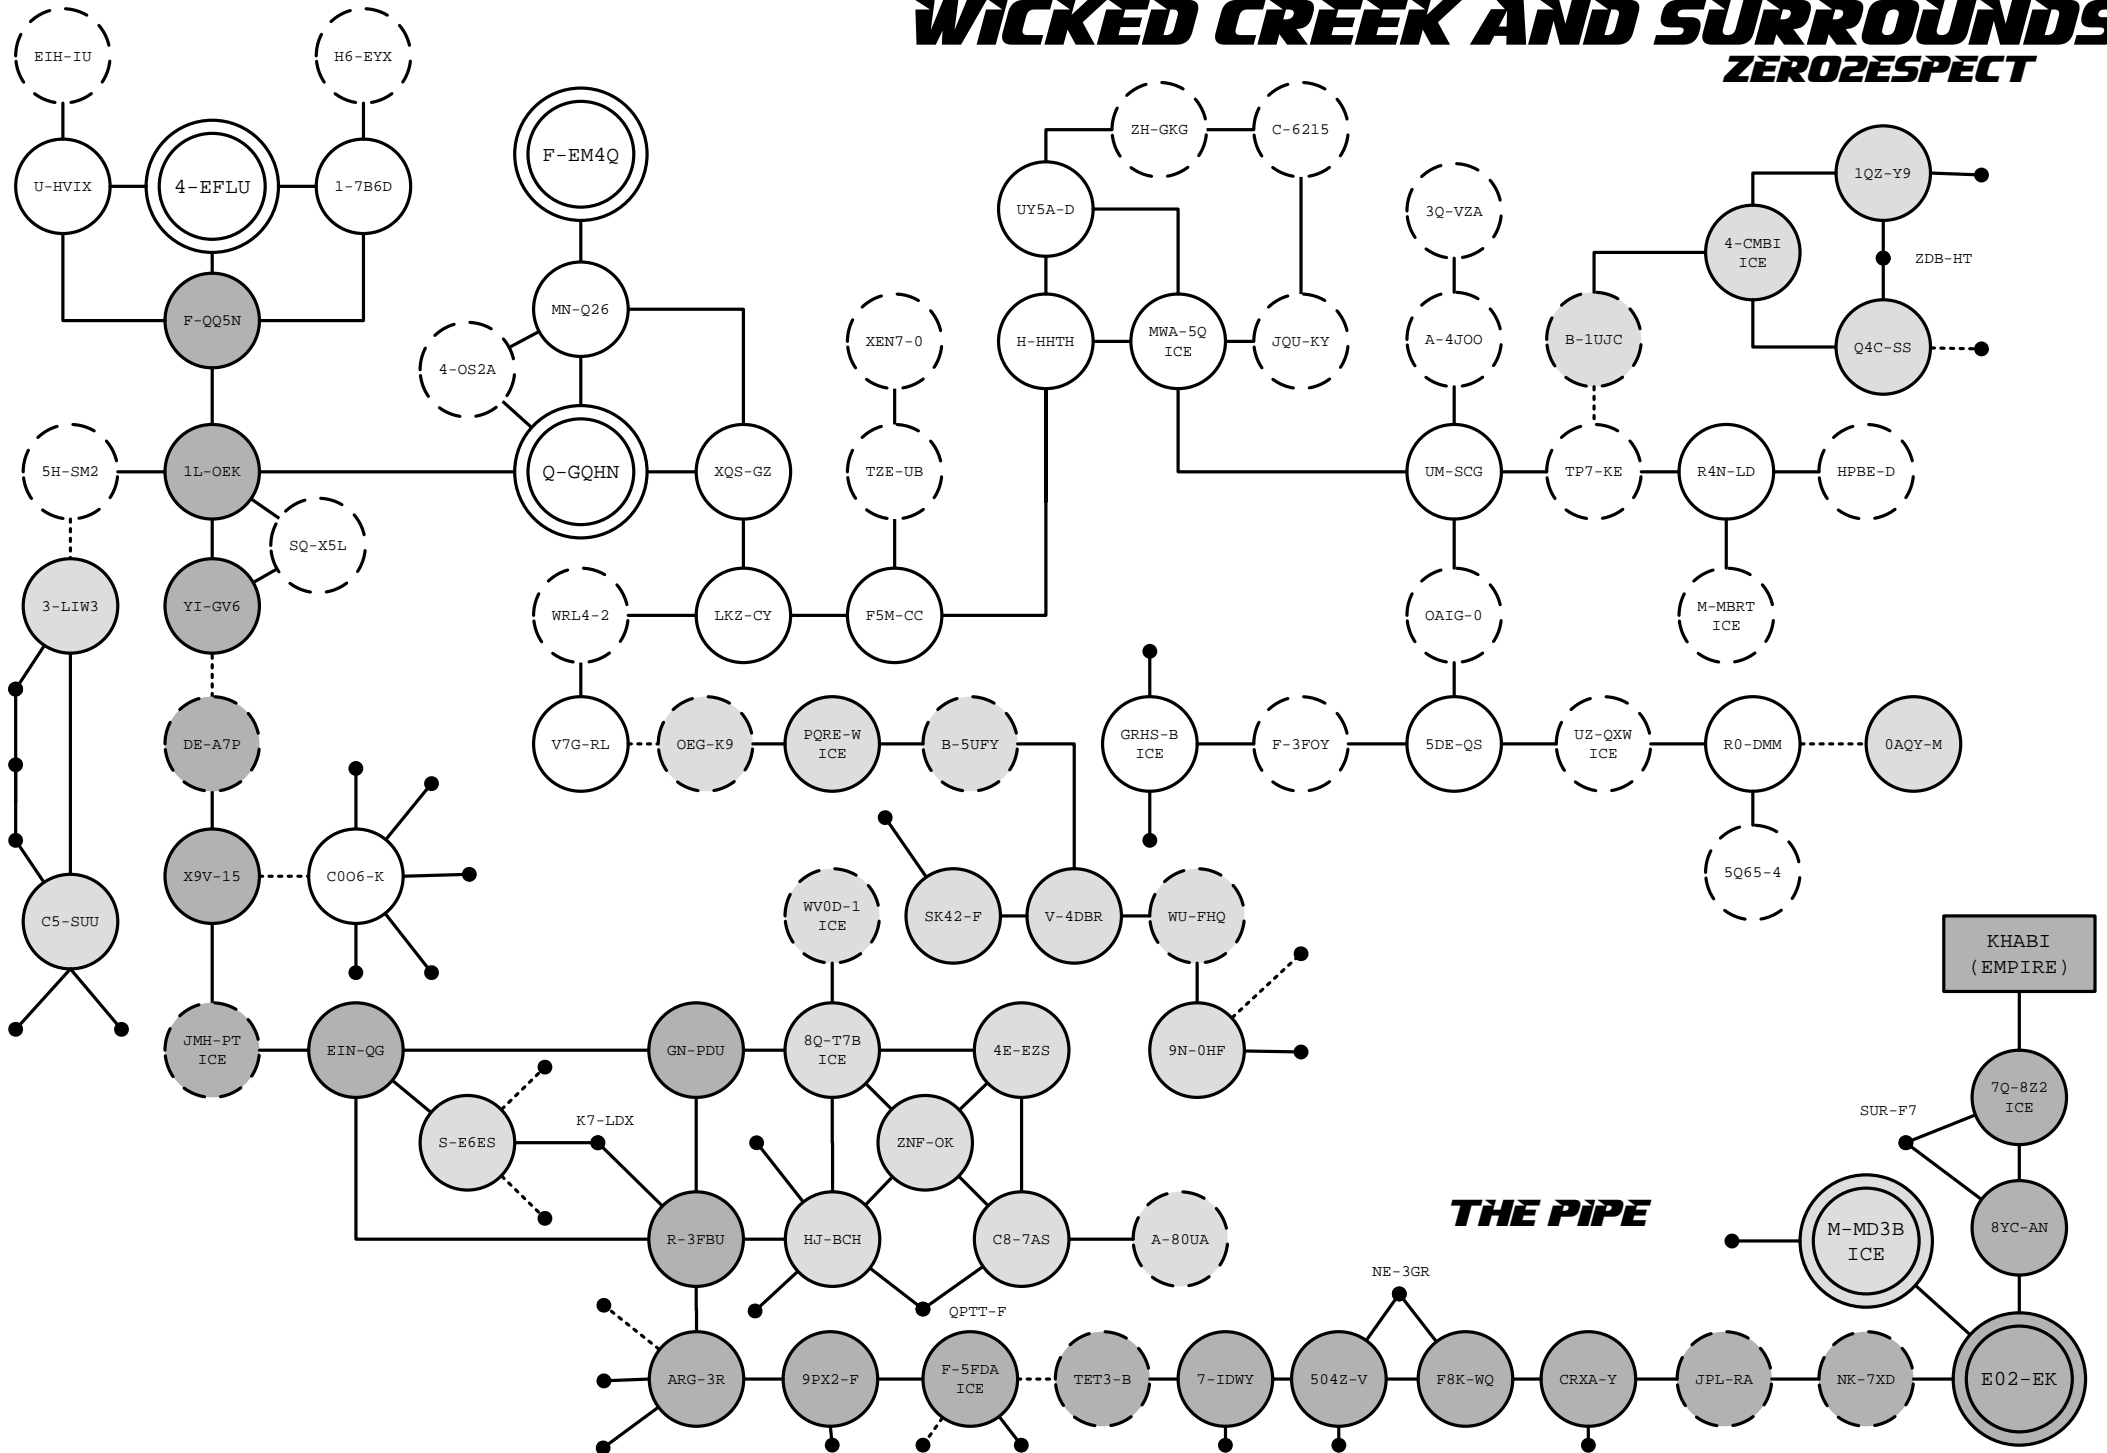 WICKED CREEK AND SURROUNDS
ZERO2ESPECT
EIH-IU
H6-EYX
U-HVIX
4-EFLU
1-7B6D
F-EM4Q
ZH-GKG
C-6215
1QZ-Y9
UY5A-D
3Q-VZA
4-CMBI
ICE
ZDB-HT
F-QQ5N
MN-Q26
4-OS2A
XEN7-0
H-HHTH
MWA-5Q
ICE
JQU-KY
A-4JOO
B-1UJC
Q4C-SS
5H-SM2
1L-OEK
Q-GQHN
XQS-GZ
TZE-UB
UM-SCG
TP7-KE
R4N-LD
HPBE-D
SQ-X5L
3-LIW3
YI-GV6
WRL4-2
LKZ-CY
F5M-CC
OAIG-0
M-MBRT
ICE
DE-A7P
V7G-RL
OEG-K9
PQRE-W
ICE
B-5UFY
GRHS-B
ICE
F-3FOY
5DE-QS
UZ-QXW
ICE
R0-DMM
0AQY-M
X9V-15
C0O6-K
5Q65-4
C5-SUU
WV0D-1
ICE
SK42-F
V-4DBR
WU-FHQ
KHABI
(EMPIRE)
JMH-PT
ICE
EIN-QG
GN-PDU
8Q-T7B
ICE
4E-EZS
9N-0HF
7Q-8Z2
ICE
SUR-F7
K7-LDX
S-E6ES
ZNF-OK
THE PIPE
M-MD3B
ICE
8YC-AN
R-3FBU
HJ-BCH
C8-7AS
A-80UA
NE-3GR
QPTT-F
ARG-3R
9PX2-F
F-5FDA
ICE
TET3-B
7-IDWY
504Z-V
F8K-WQ
CRXA-Y
JPL-RA
NK-7XD
E02-EK